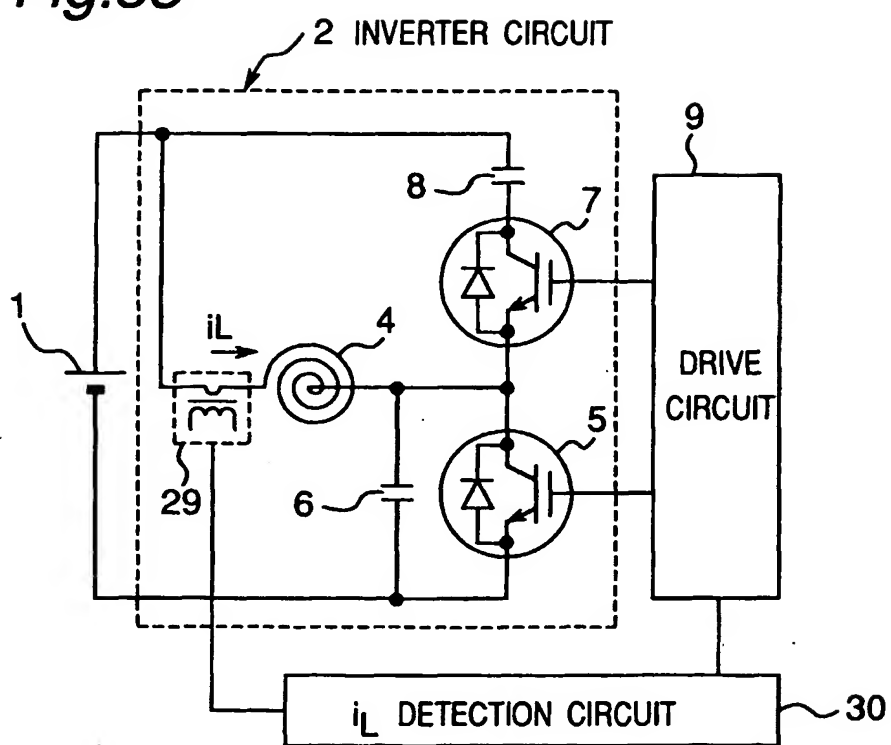 2 INVERTER CIRCUIT
9
8
7
1
iL
4
DRIVE
CIRCUIT
5
29
6
iL DETECTION CIRCUIT
30